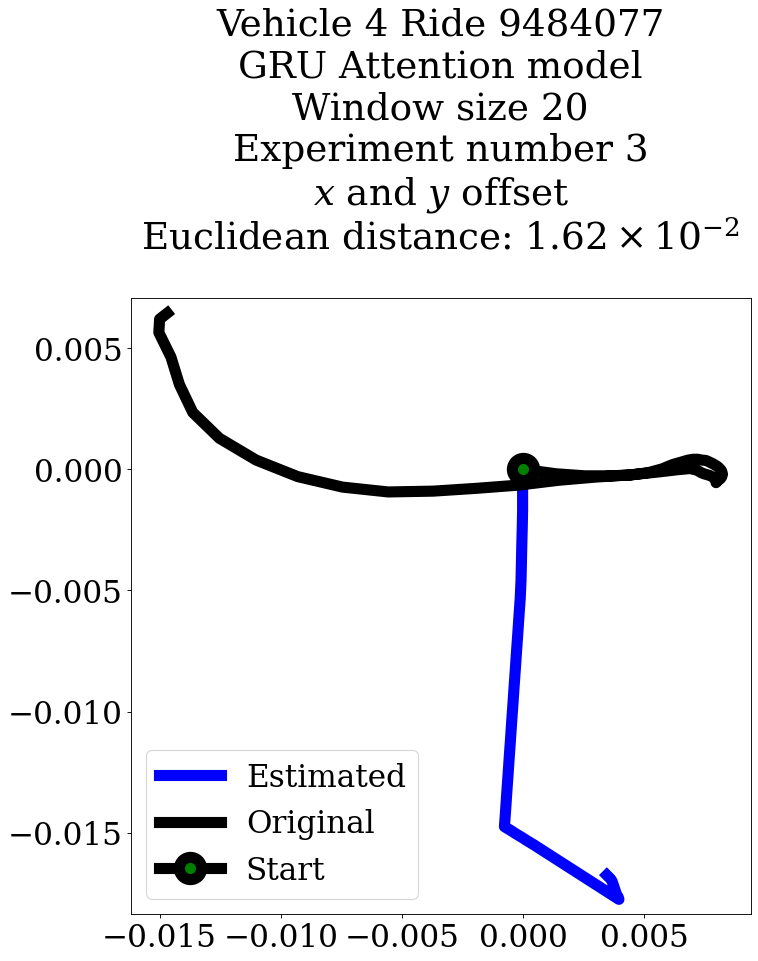 Vehicle 4 Ride 9484077
GRU Attention model
Window size 20
Experiment number 3
x and y offset
Euclidean distance: 1.62 × 10⁻²
0.005
0.000
−0.005
−0.010
−0.015
Estimated
Original
Start
−0.015 −0.010 −0.005 0.000 0.005